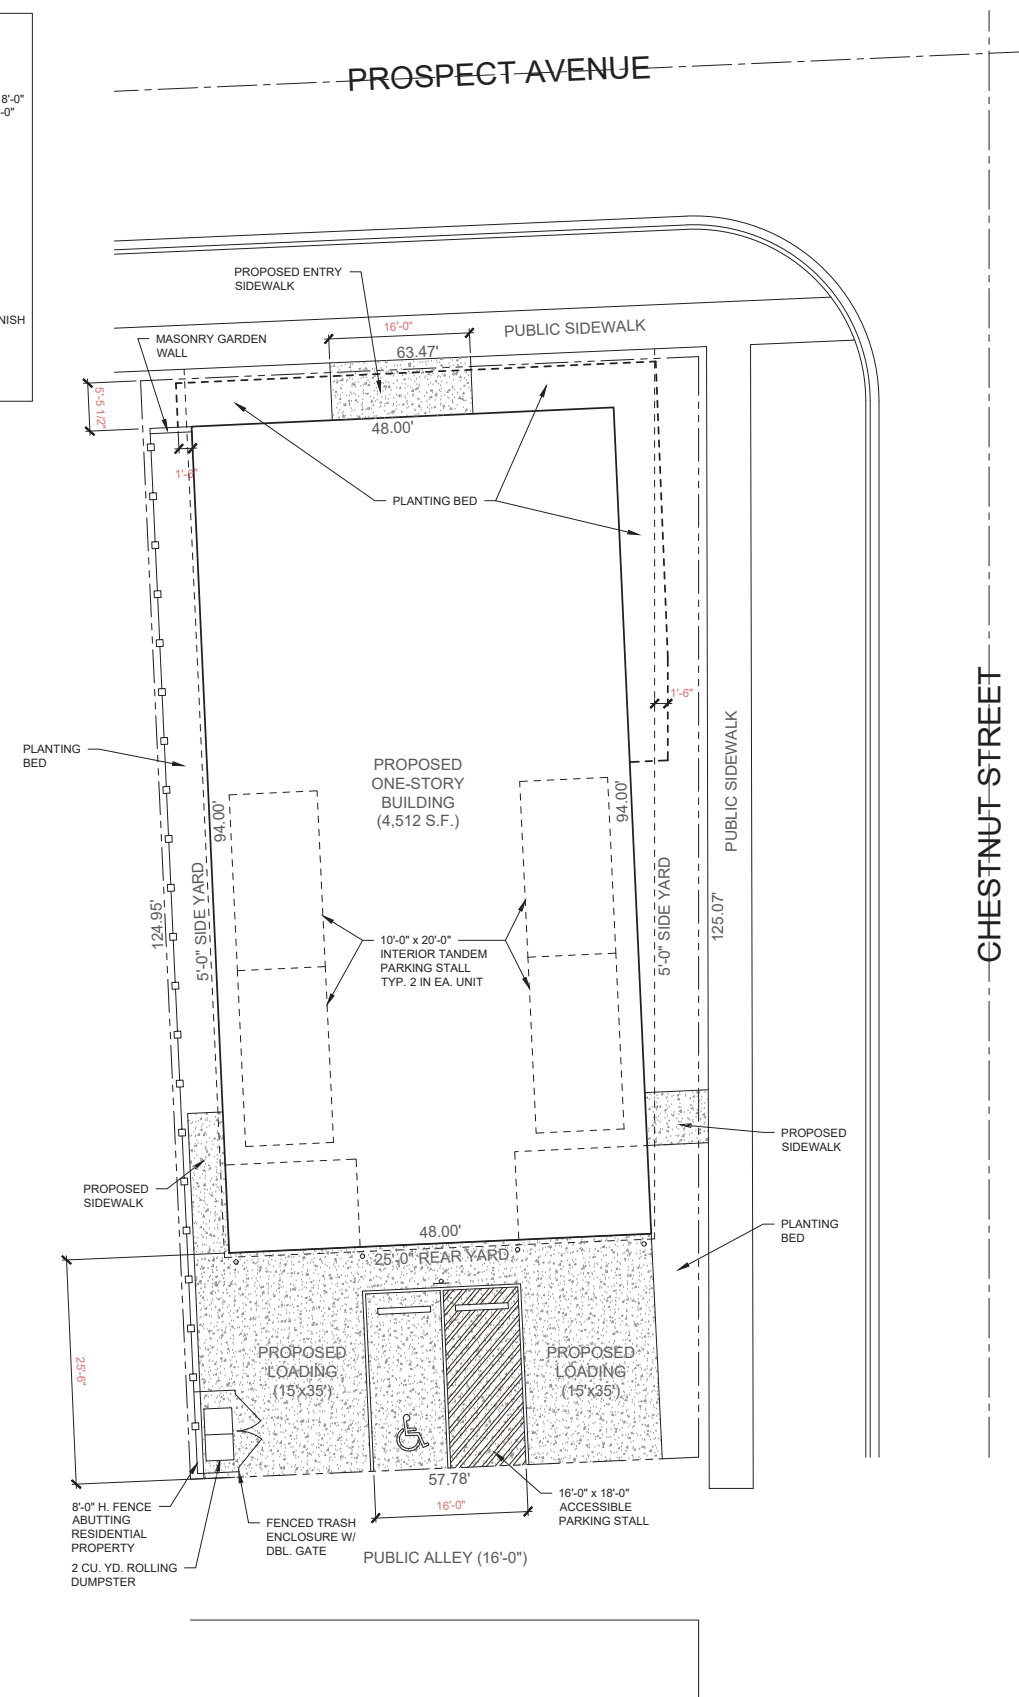 PROSPECT AVENUE
8'-0"
-0"
NISH
PROPOSED ENTRY
SIDEWALK
16'-0"
PUBLIC SIDEWALK
MASONRY GARDEN
WALL
63.47'
5'-5 1/2"
48.00'
1'-6"
PLANTING BED
1'-6"
CHESTNUT STREET
PUBLIC SIDEWALK
PLANTING
BED
PROPOSED
ONE-STORY
BUILDING
(4,512 S.F.)
94.00'
94.00'
124.95'
5'-0" SIDE YARD
5'-0" SIDE YARD
125.07'
10'-0" x 20'-0"
INTERIOR TANDEM
PARKING STALL
TYP. 2 IN EA. UNIT
PROPOSED
SIDEWALK
PROPOSED
SIDEWALK
PLANTING
BED
48.00'
25'-0" REAR YARD
25'-6"
PROPOSED
LOADING
(15'x35')
PROPOSED
LOADING
(15'x35')
57.78'
16'-0"
16'-0" x 18'-0"
ACCESSIBLE
PARKING STALL
8'-0" H. FENCE
ABUTTING
RESIDENTIAL
PROPERTY
FENCED TRASH
ENCLOSURE W/
DBL. GATE
2 CU. YD. ROLLING
DUMPSTER
PUBLIC ALLEY (16'-0")